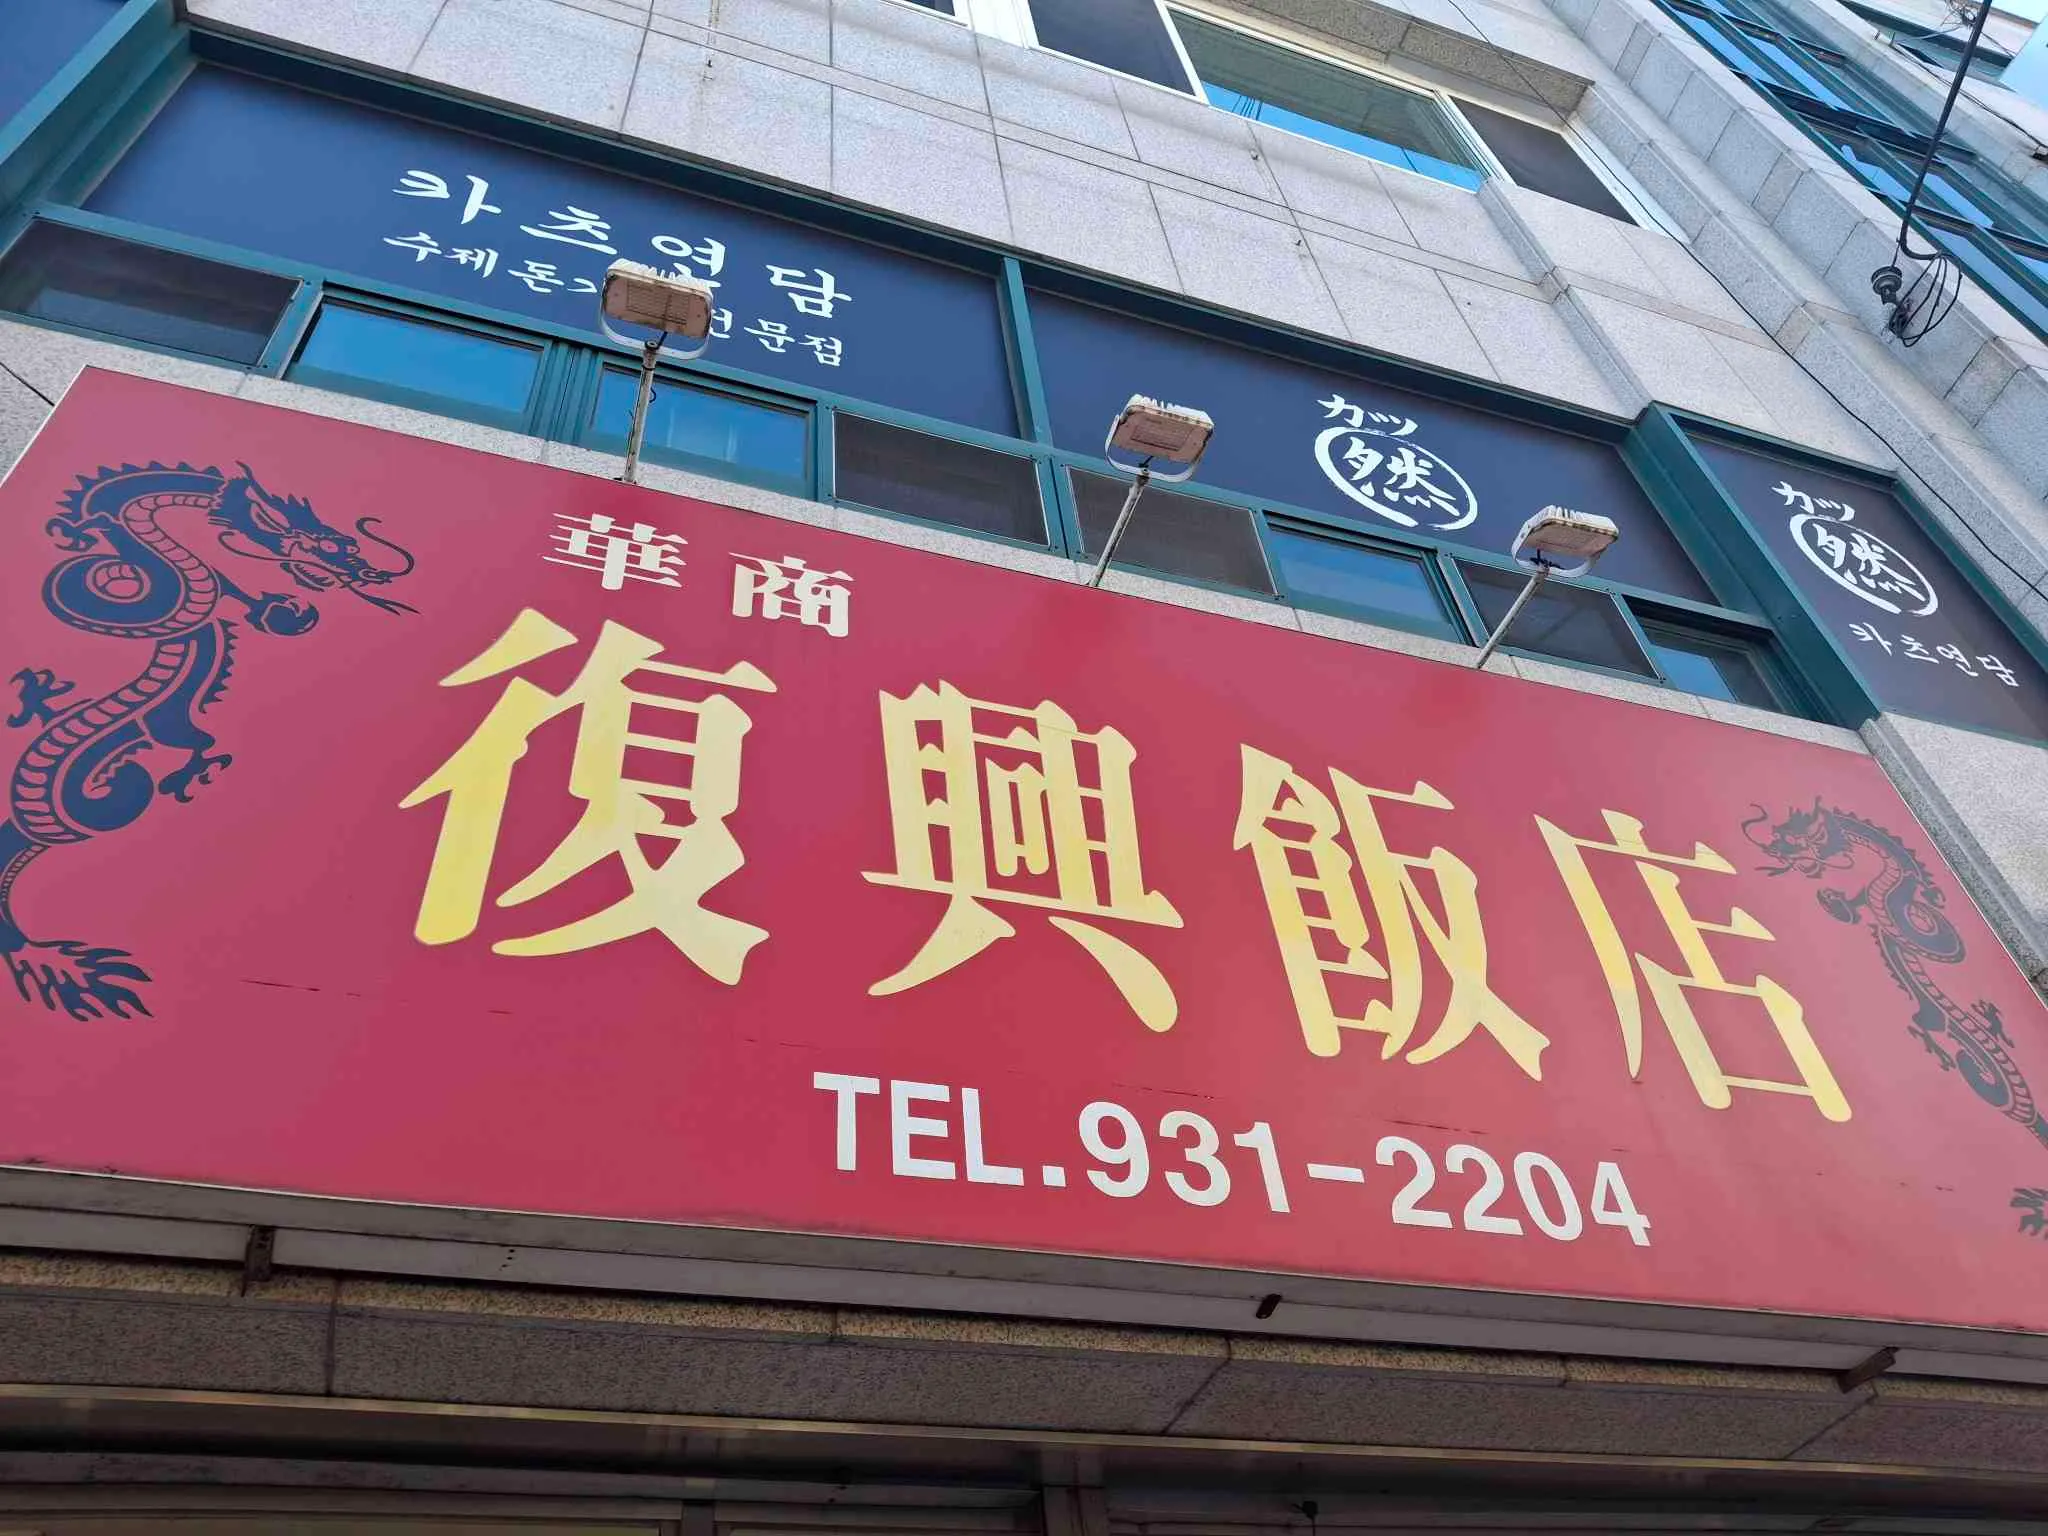 카츠연담
수제 돈 전문점
カツ
然
カツ
然
카츠연담
華商
復興飯店
TEL.931-2204